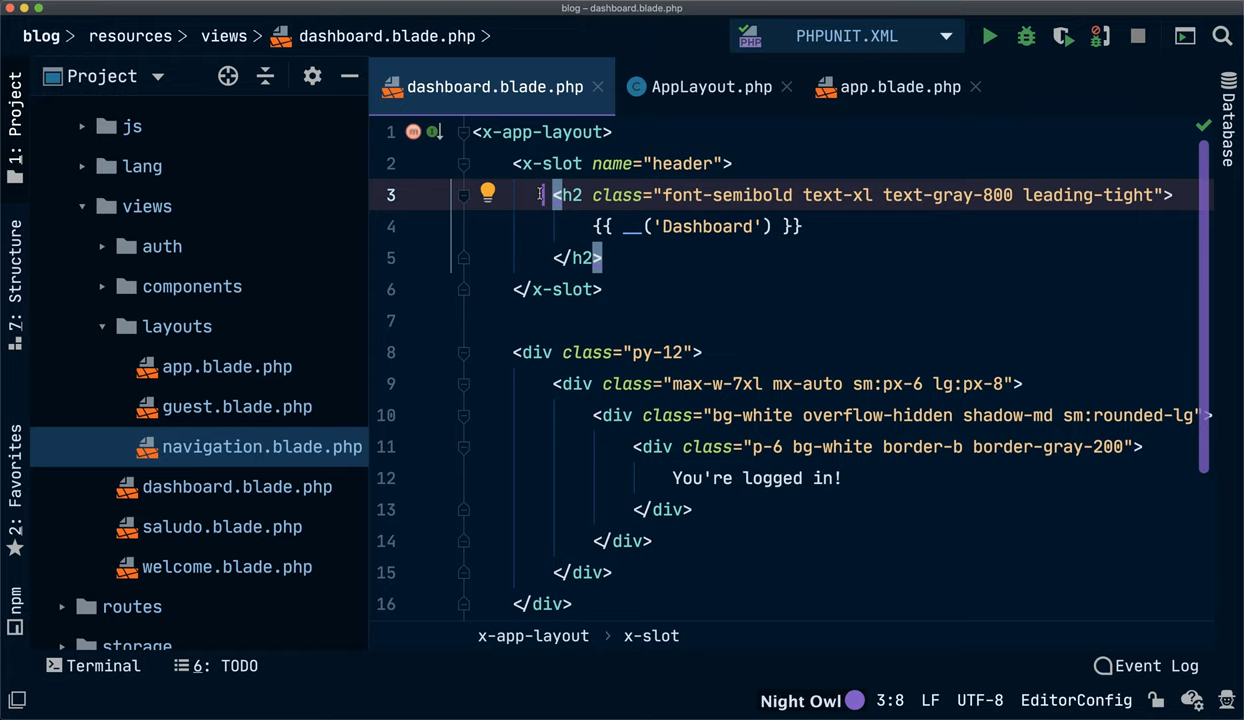 blog – dashboard.blade.php
blog > resources > views > dashboard.blade.php >
PHP
PHPUNIT.XML
Project
dashboard.blade.php
C AppLayout.php
app.blade.php
1: Project
7: Structure
2: Favorites
npm
Database
js
lang
views
auth
components
layouts
app.blade.php
guest.blade.php
navigation.blade.php
dashboard.blade.php
saludo.blade.php
welcome.blade.php
routes
storage
1 <x-app-layout>
2 <x-slot name="header">
3 <h2 class="font-semibold text-xl text-gray-800 leading-tight">
4 {{ __('Dashboard') }}
5 </h2>
6 </x-slot>
7
8 <div class="py-12">
9 <div class="max-w-7xl mx-auto sm:px-6 lg:px-8">
10 <div class="bg-white overflow-hidden shadow-md sm:rounded-lg">
11 <div class="p-6 bg-white border-b border-gray-200">
12 You're logged in!
13 </div>
14 </div>
15 </div>
16 </div>
x-app-layout > x-slot
Terminal 6: TODO Event Log
Night Owl 3:8 LF UTF-8 EditorConfig